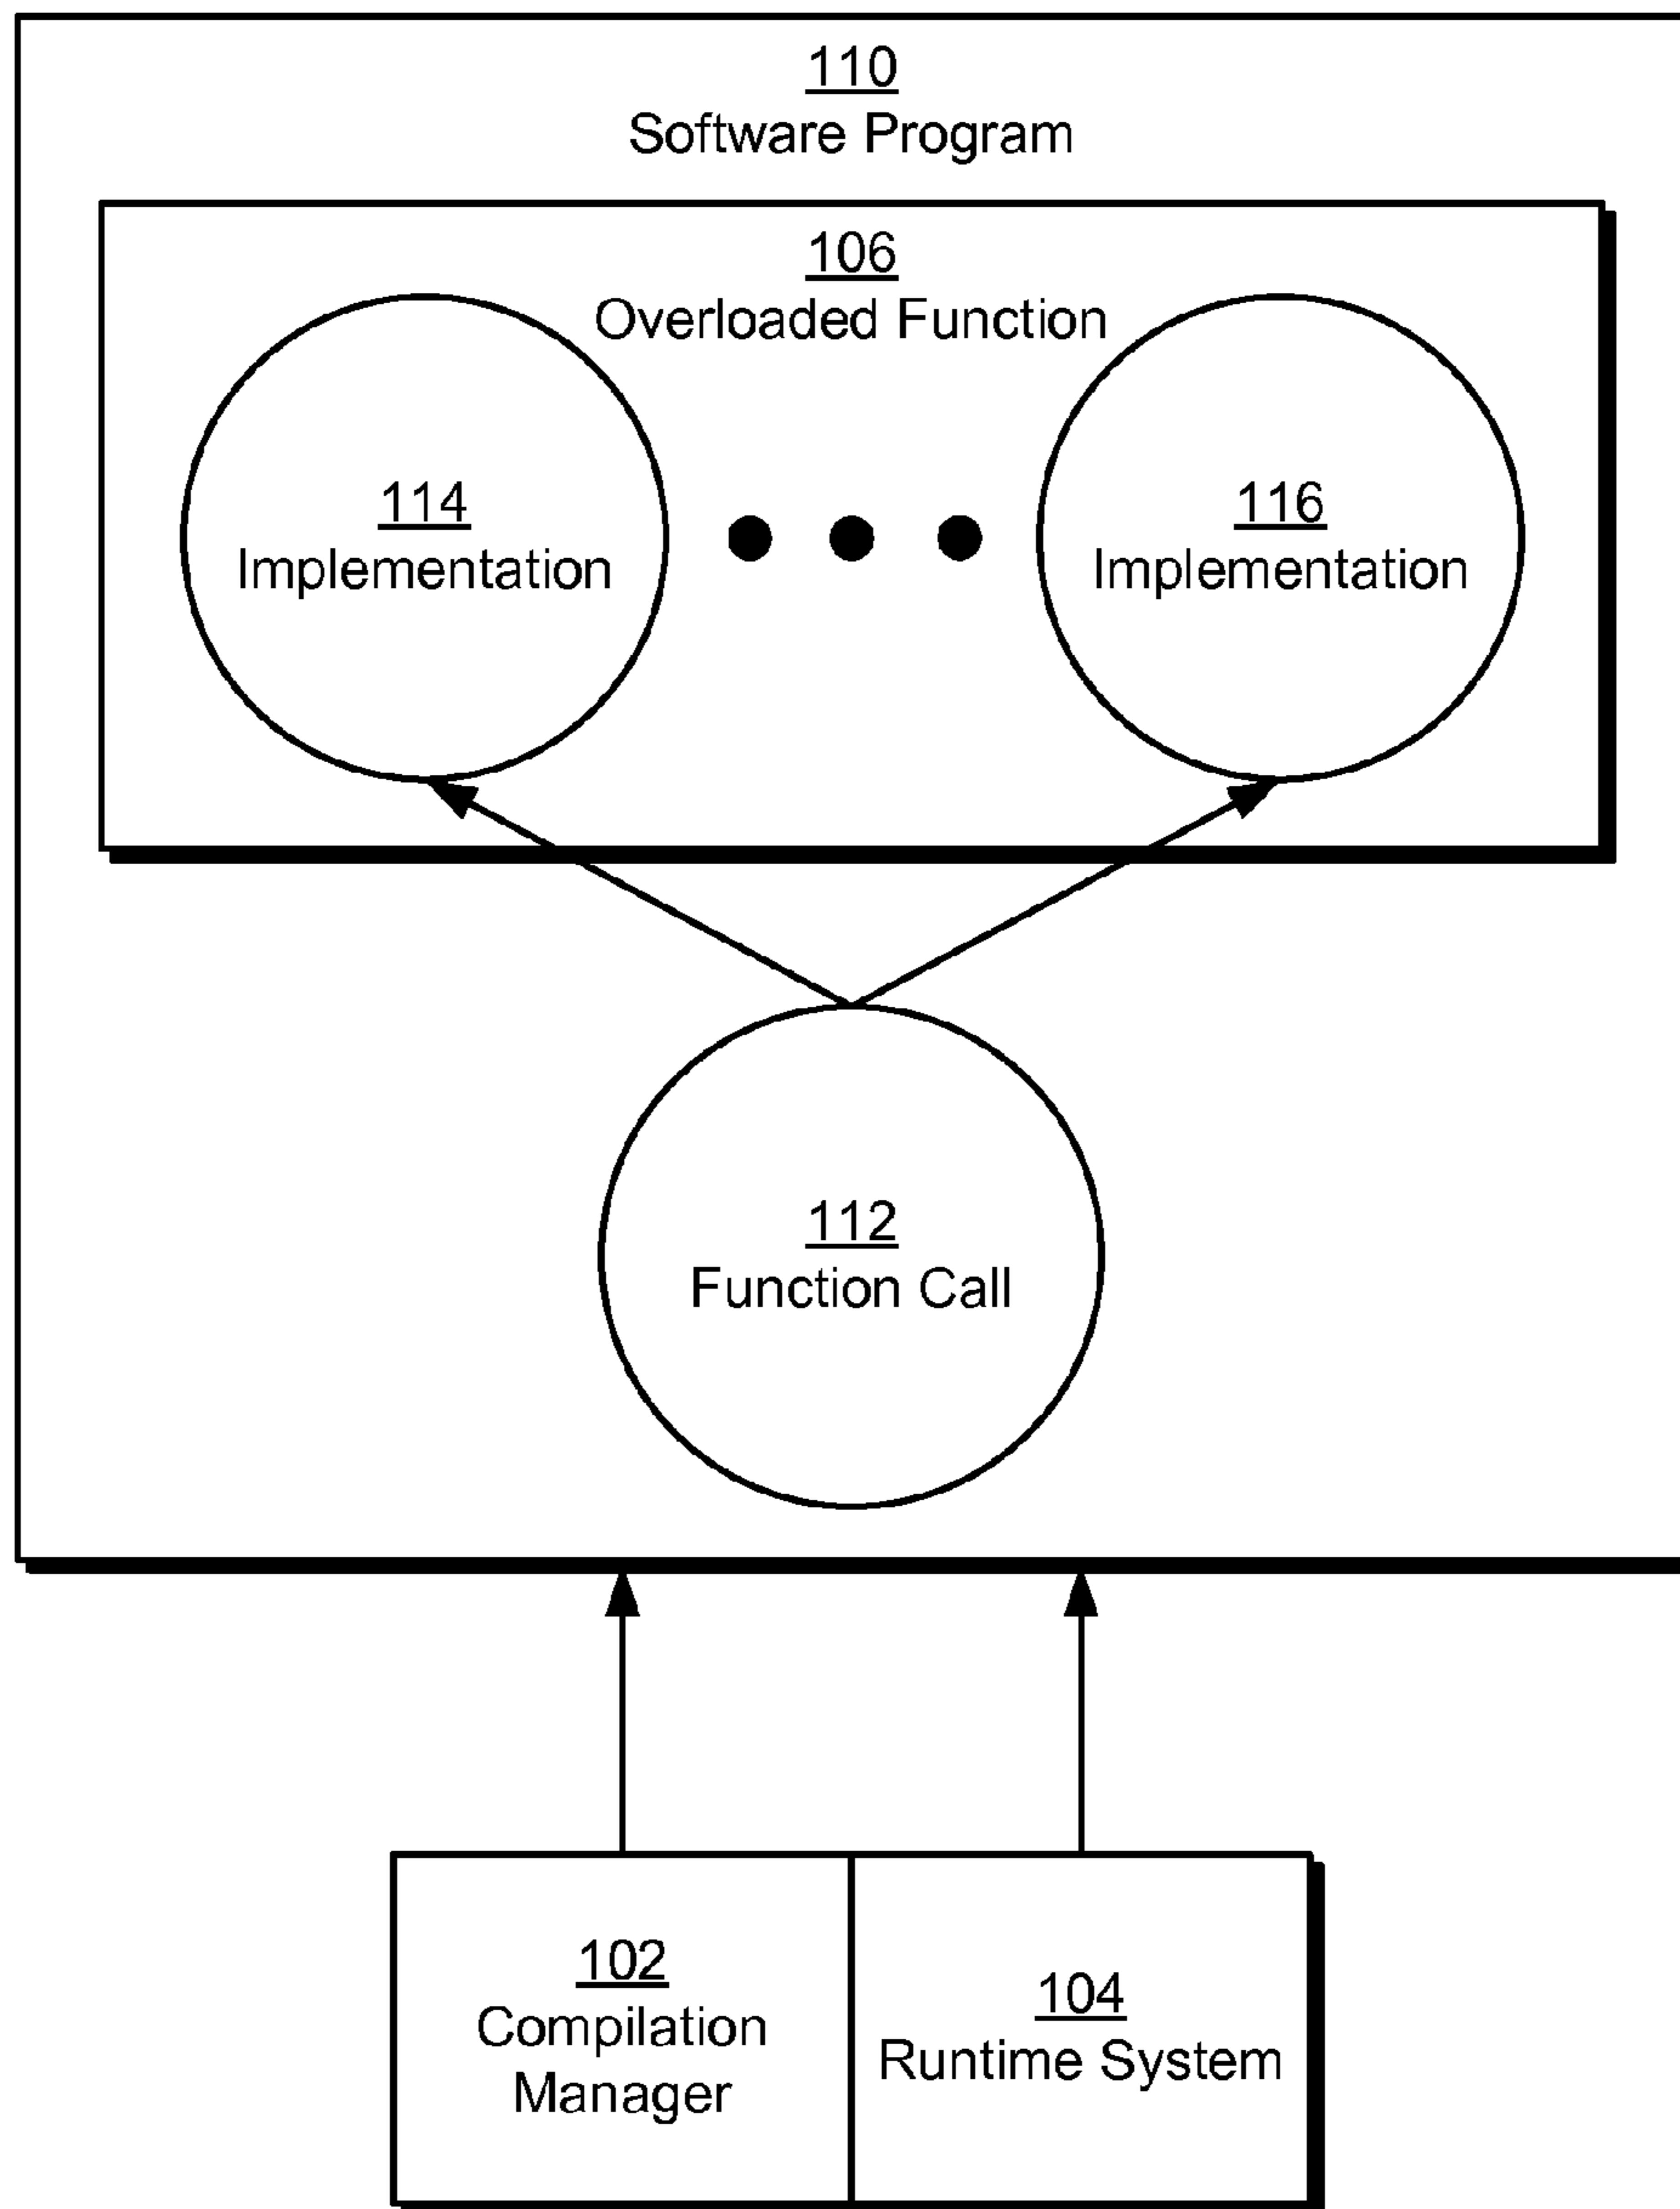 110
Software Program
106
Overloaded Function
114
Implementation
116
Implementation
112
Function Call
102
Compilation
Manager
104
Runtime System